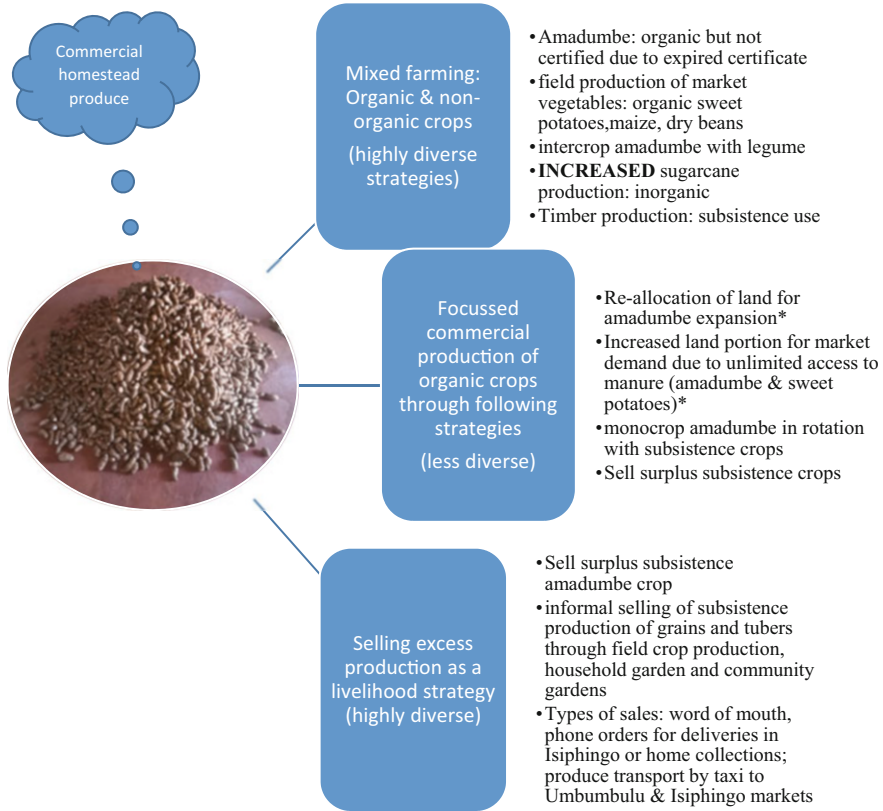 Commercial
homestead
produce
Mixed farming:
Organic & non-
organic crops
(highly diverse
strategies)
•Amadumbe: organic but not
certified due to expired certificate
•field production of market
vegetables: organic sweet
potatoes,maize, dry beans
•intercrop amadumbe with legume
•INCREASED sugarcane
production: inorganic
•Timber production: subsistence use
Focussed
commercial
production of
organic crops
through following
strategies
(less diverse)
•Re-allocation of land for
amadumbe expansion*
•Increased land portion for market
demand due to unlimited access to
manure (amadumbe & sweet
potatoes)*
•monocrop amadumbe in rotation
with subsistence crops
•Sell surplus subsistence crops
Selling excess
production as a
livelihood strategy
(highly diverse)
•Sell surplus subsistence
amadumbe crop
•informal selling of subsistence
production of grains and tubers
through field crop production,
household garden and community
gardens
•Types of sales: word of mouth,
phone orders for deliveries in
Isiphingo or home collections;
produce transport by taxi to
Umbumbulu & Isiphingo markets